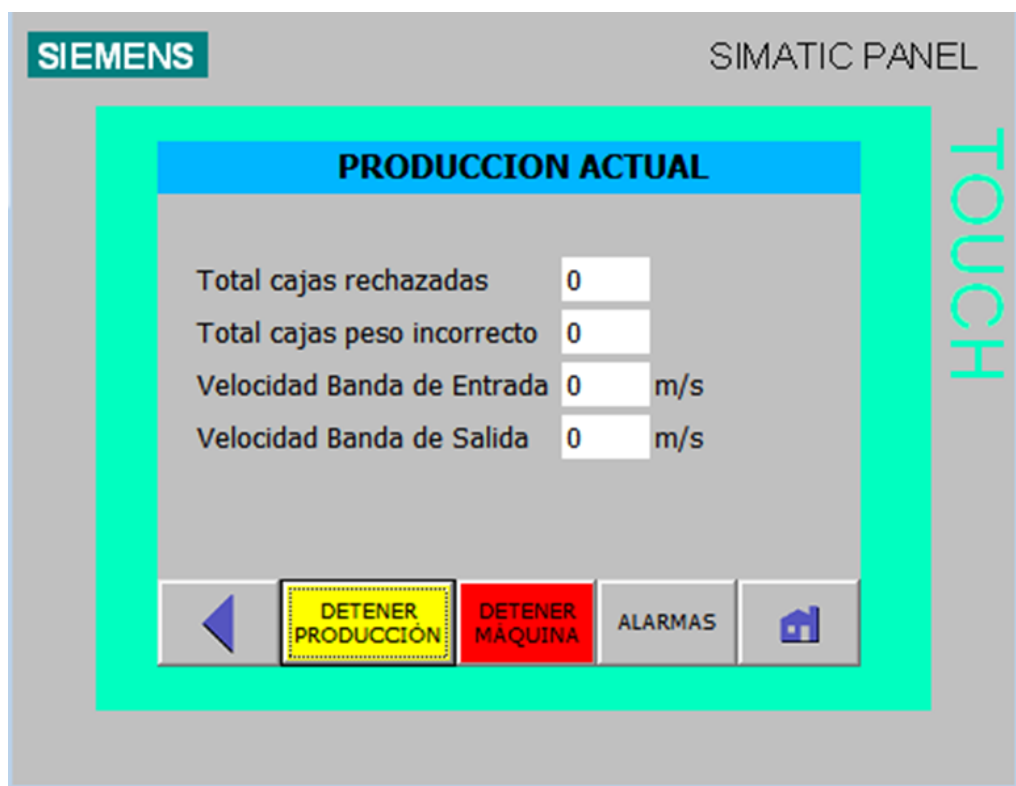 SIEMENS
SIMATIC PANEL
TOUCH
PRODUCCION ACTUAL
Total cajas rechazadas 0
Total cajas peso incorrecto 0
Velocidad Banda de Entrada 0 m/s
Velocidad Banda de Salida 0 m/s
DETENER
PRODUCCIÓN
DETENER
MÁQUINA
ALARMAS